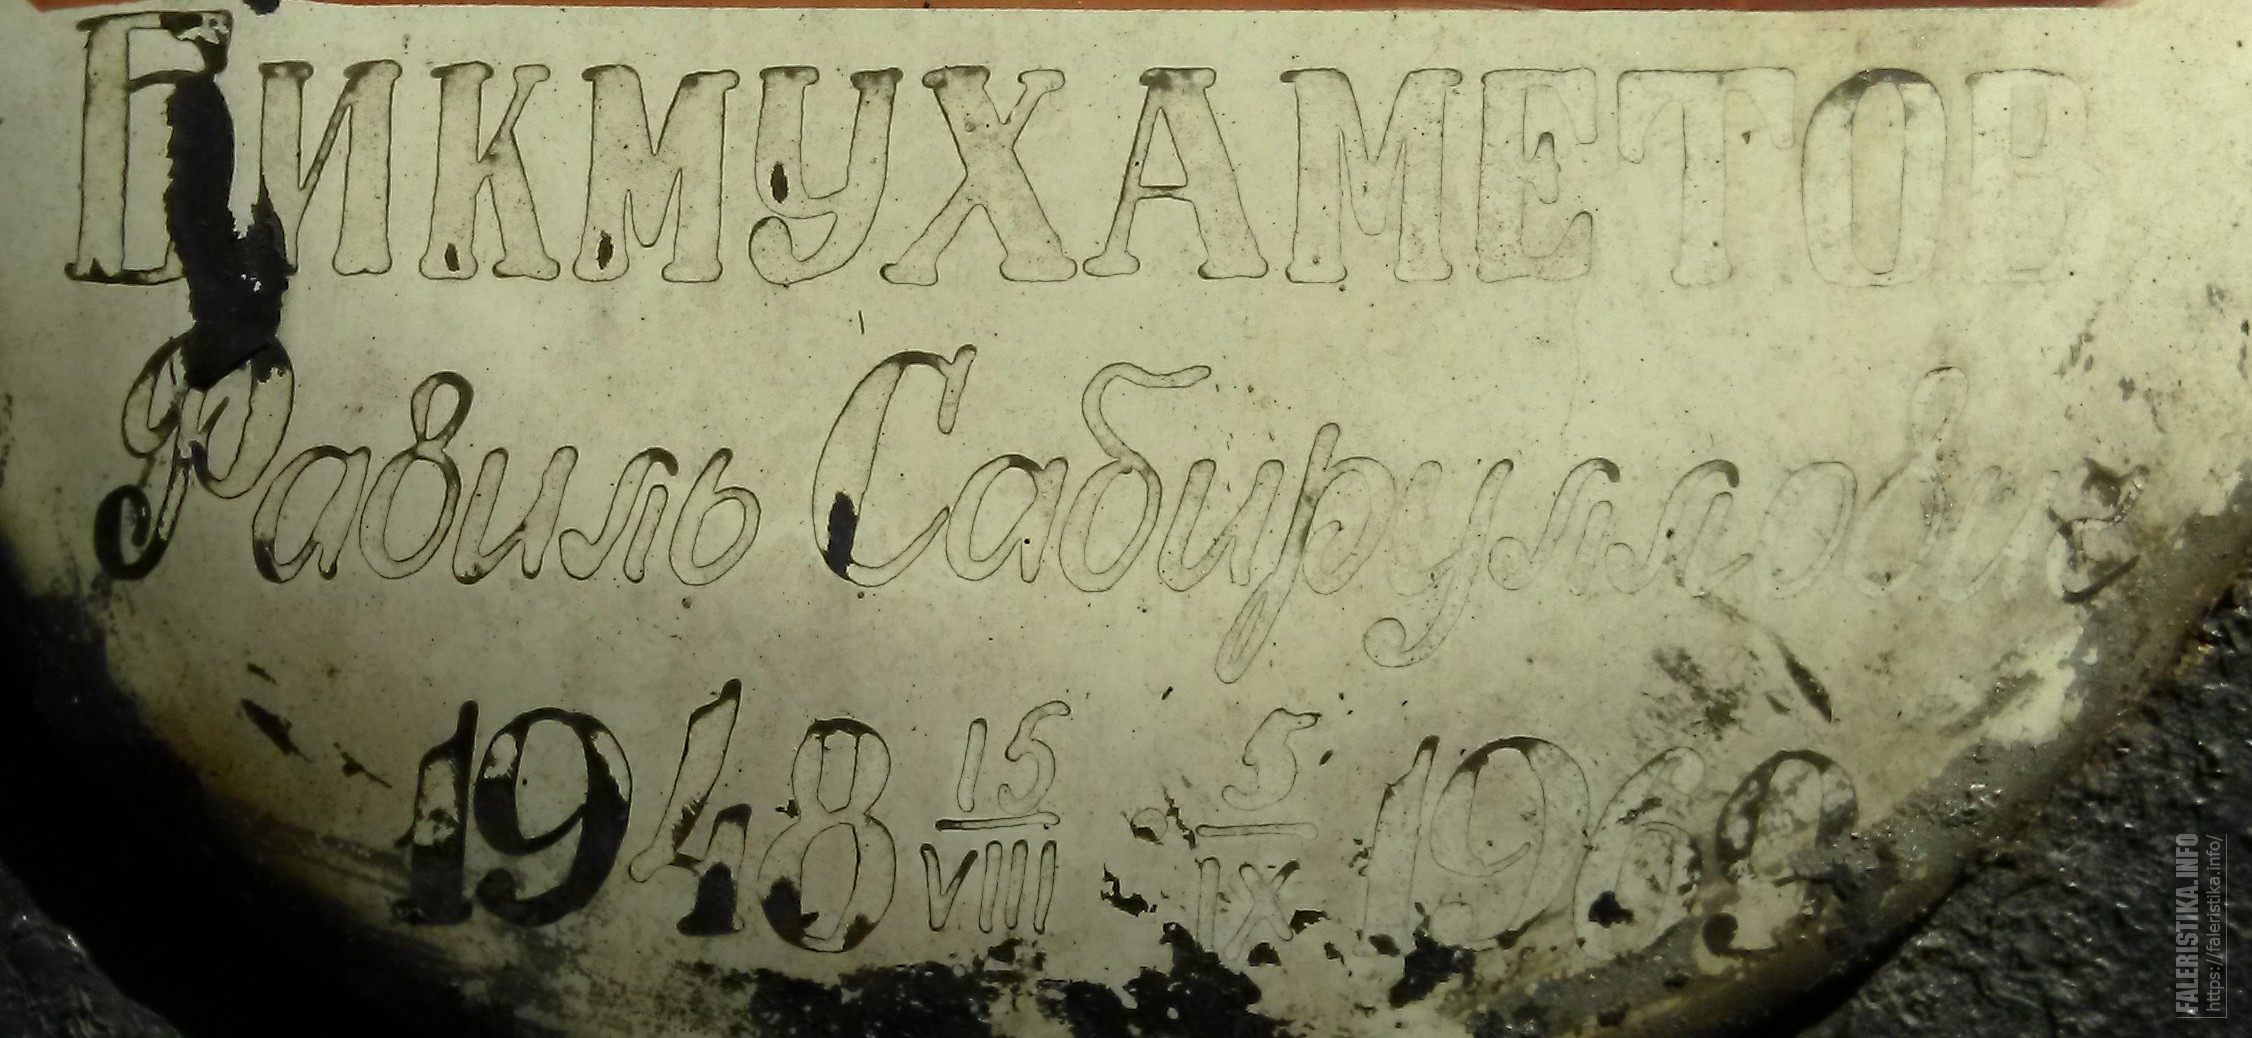 БИКМУХАМЕТОВ
Равиль Сабируллович
1948 15/VIII - 5/IX 1969
FALERISTIKA.INFO
https://faleristika.info/